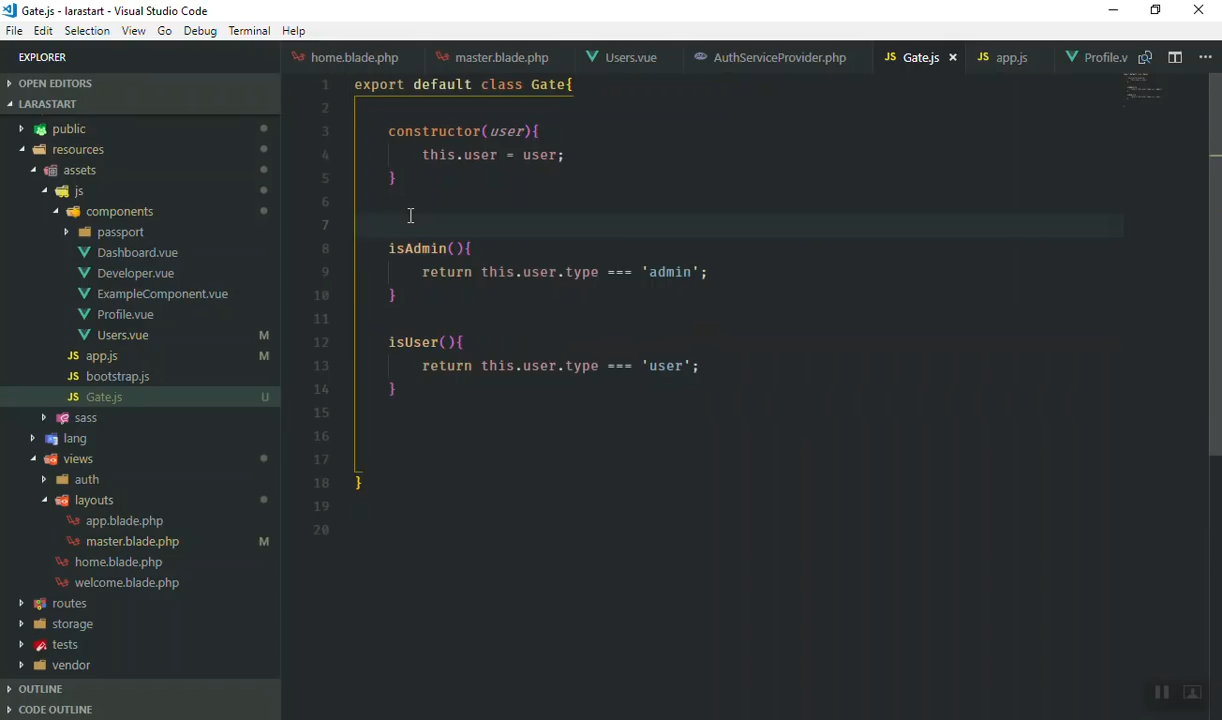 Gate.js - larastart - Visual Studio Code
File Edit Selection View Go Debug Terminal Help
EXPLORER
OPEN EDITORS
LARASTART
public
resources
assets
js
components
passport
Dashboard.vue
Developer.vue
ExampleComponent.vue
Profile.vue
Users.vue M
JS app.js M
JS bootstrap.js
JS Gate.js U
sass
lang
views
auth
layouts
app.blade.php
master.blade.php M
home.blade.php
welcome.blade.php
routes
storage
tests
vendor
OUTLINE
CODE OUTLINE
home.blade.php master.blade.php Users.vue AuthServiceProvider.php JS Gate.js JS app.js Profile.v
1 export default class Gate{
2
3 constructor(user){
4 this.user = user;
5 }
6
7
8 isAdmin(){
9 return this.user.type === 'admin';
10 }
11
12 isUser(){
13 return this.user.type === 'user';
14 }
15
16
17
18 }
19
20